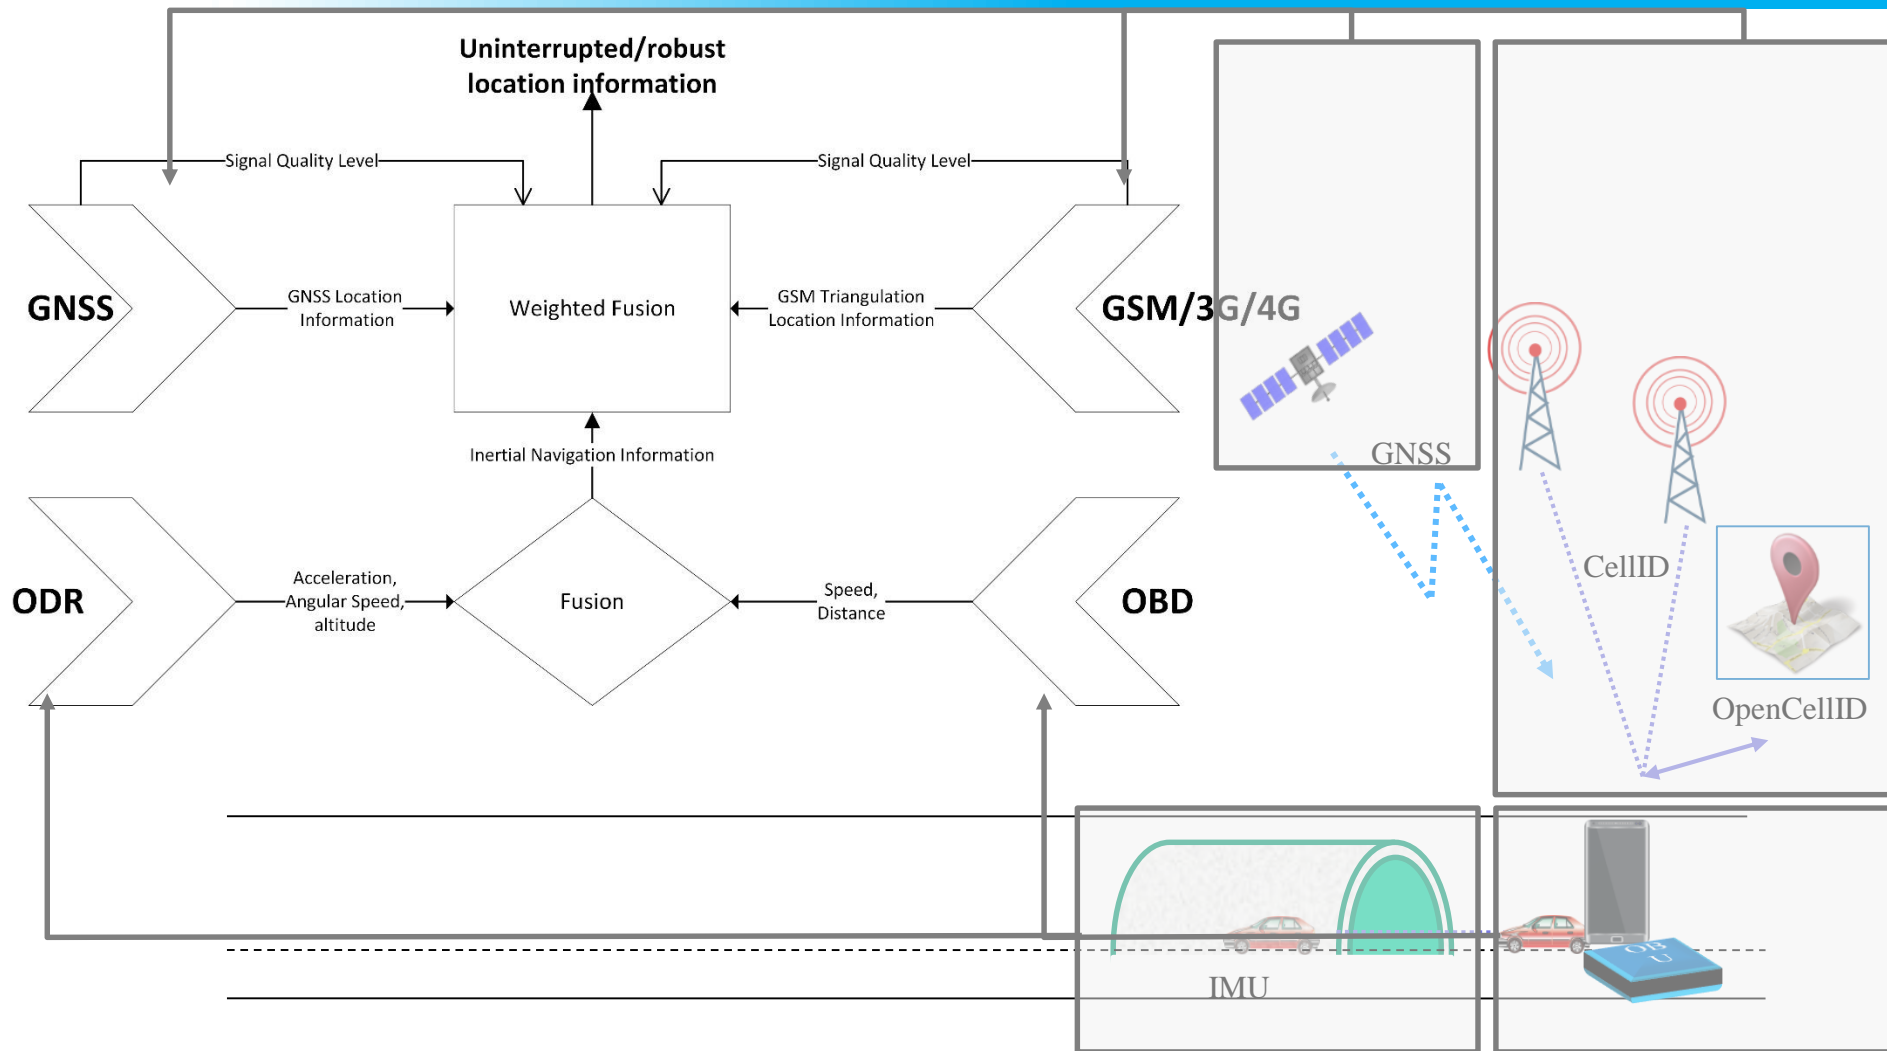 Uninterrupted/robust
location information
Signal Quality Level
Signal Quality Level
GNSS
GNSS Location
Information
Weighted Fusion
GSM Triangulation
Location Information
GSM/3G/4G
Inertial Navigation Information
GNSS
ODR
Acceleration,
Angular Speed,
altitude
Fusion
Speed,
Distance
OBD
CellID
OpenCellID
IMU
OB
U